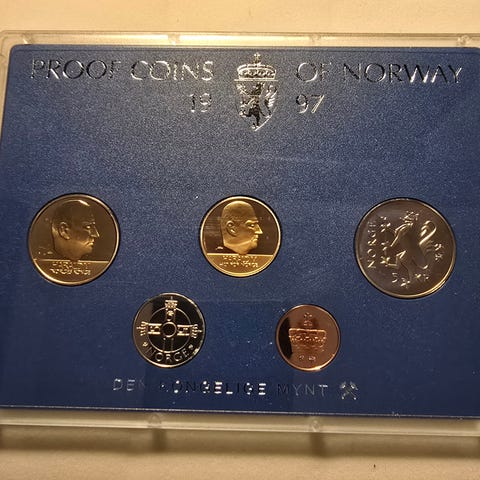 PROOF COINS OF NORWAY
19 97
NORGE
NORGE
DEN KONGELIGE MYNT